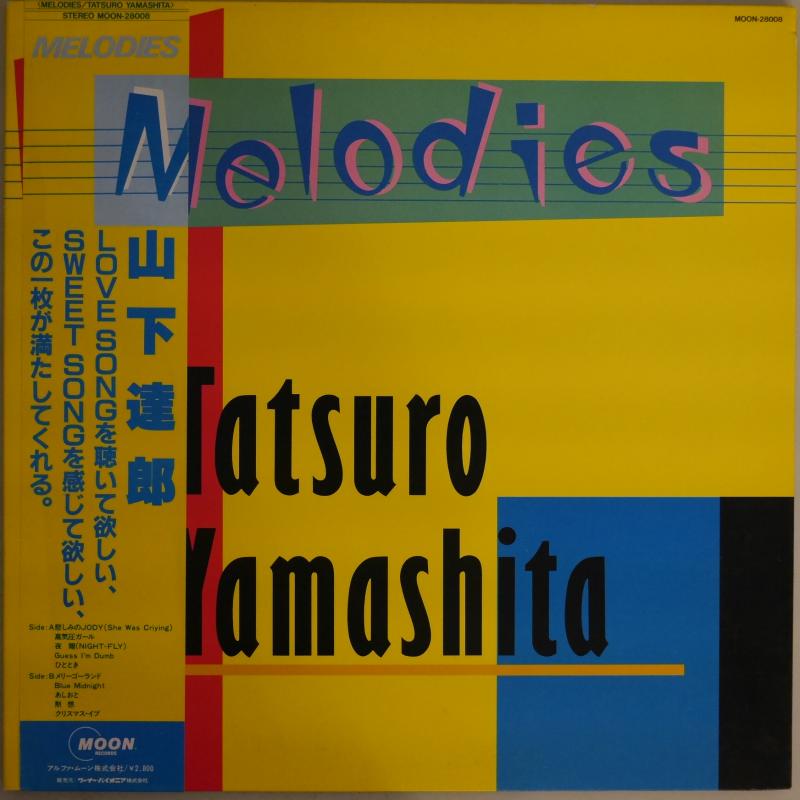 〈MELODIES/TATSURO YAMASHITA〉
STEREO MOON-28008
MOON-28008
MELODIES
Melodies
山下達郎
LOVE SONGを聴いて欲しい、
SWEET SONGを感じて欲しい、
この一枚が満たしてくれる。
Tatsuro
Yamashita
Side:A 悲しみのJODY(She Was Criying)
高気圧ガール
夜翔(NIGHT-FLY)
Guess I'm Dumb
ひととき
Side:B メリー・ゴーランド
Blue Midnight
あしおと
黙想
クリスマス・イブ
MOON
RECORDS
アルファ・ムーン株式会社/¥2,800
販売元:ワーナー・パイオニア株式会社